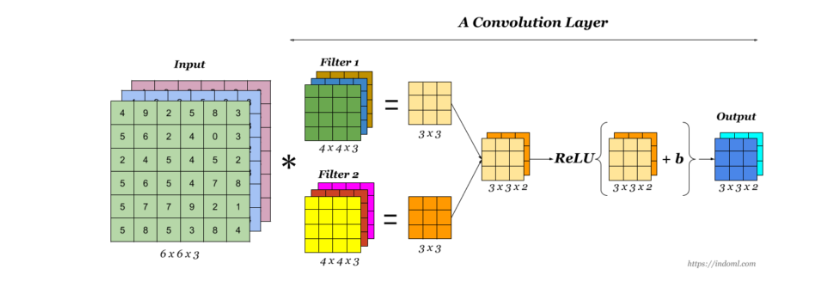 A Convolution Layer
Input
Filter 1
Filter 2
Output
4 9 2 5 8 3
5 6 2 4 0 3
2 4 5 4 5 2
5 6 5 4 7 8
5 7 7 9 2 1
5 8 5 3 8 4
6 x 6 x 3
*
4 x 4 x 3
=
3 x 3
4 x 4 x 3
=
3 x 3
3 x 3 x 2
ReLU
3 x 3 x 2
+ b
3 x 3 x 2
https://indoml.com